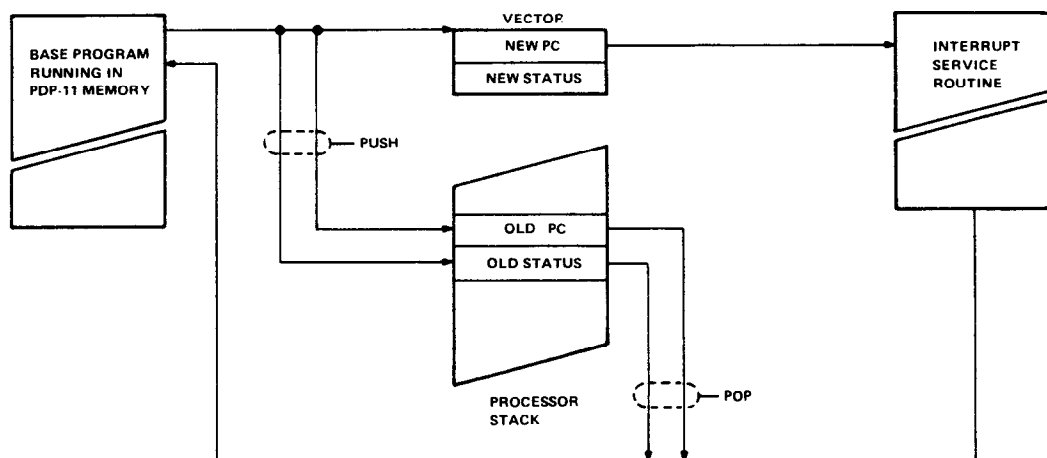 BASE PROGRAM
RUNNING IN
PDP-11 MEMORY
VECTOR
NEW PC
NEW STATUS
INTERRUPT
SERVICE
ROUTINE
PUSH
OLD PC
OLD STATUS
PROCESSOR
STACK
POP